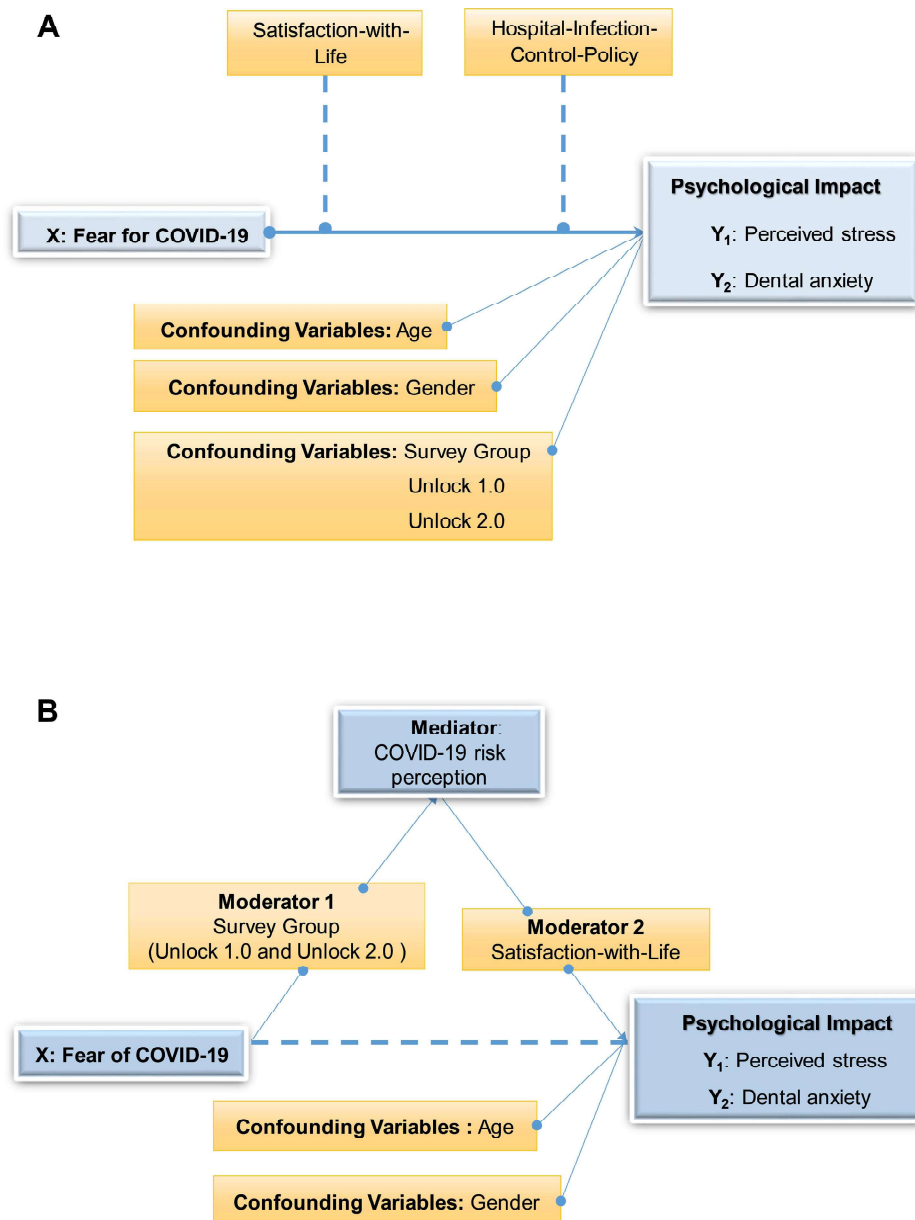 A
Satisfaction-with-
Life
Hospital-Infection-
Control-Policy
Psychological Impact
X: Fear for COVID-19
Y1: Perceived stress
Y2: Dental anxiety
Confounding Variables: Age
Confounding Variables: Gender
Confounding Variables: Survey Group
Unlock 1.0
Unlock 2.0
B
Mediator:
COVID-19 risk
perception
Moderator 1
Survey Group
(Unlock 1.0 and Unlock 2.0 )
Moderator 2
Satisfaction-with-Life
X: Fear of COVID-19
Psychological Impact
Y1: Perceived stress
Y2: Dental anxiety
Confounding Variables : Age
Confounding Variables: Gender